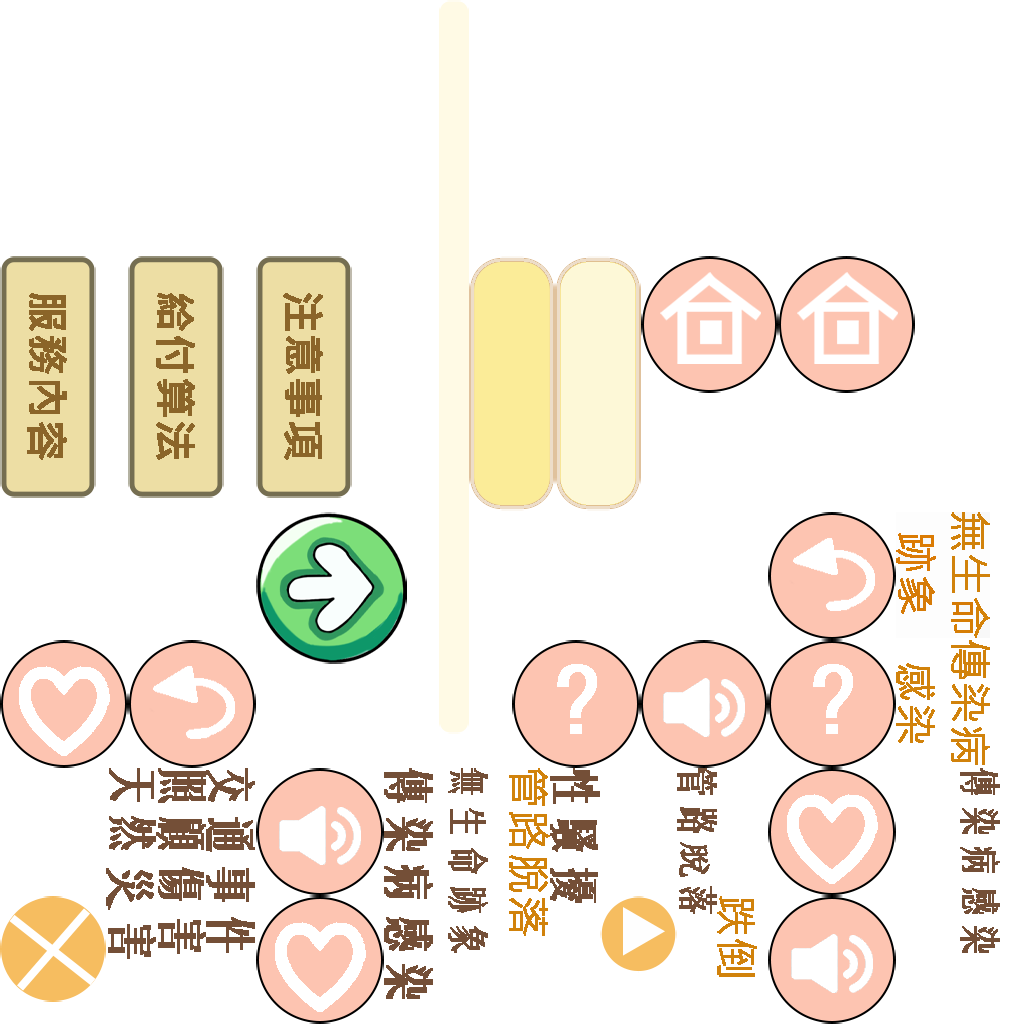 服務內容
給付算法
注意事項
無生命
跡象
傳染病
感染
天然災害
照顧傷害
交通事件
傳染病感染
無生命跡象
管路脫落
性騷擾
管路脫落
跌倒
傳染病感染
?
?